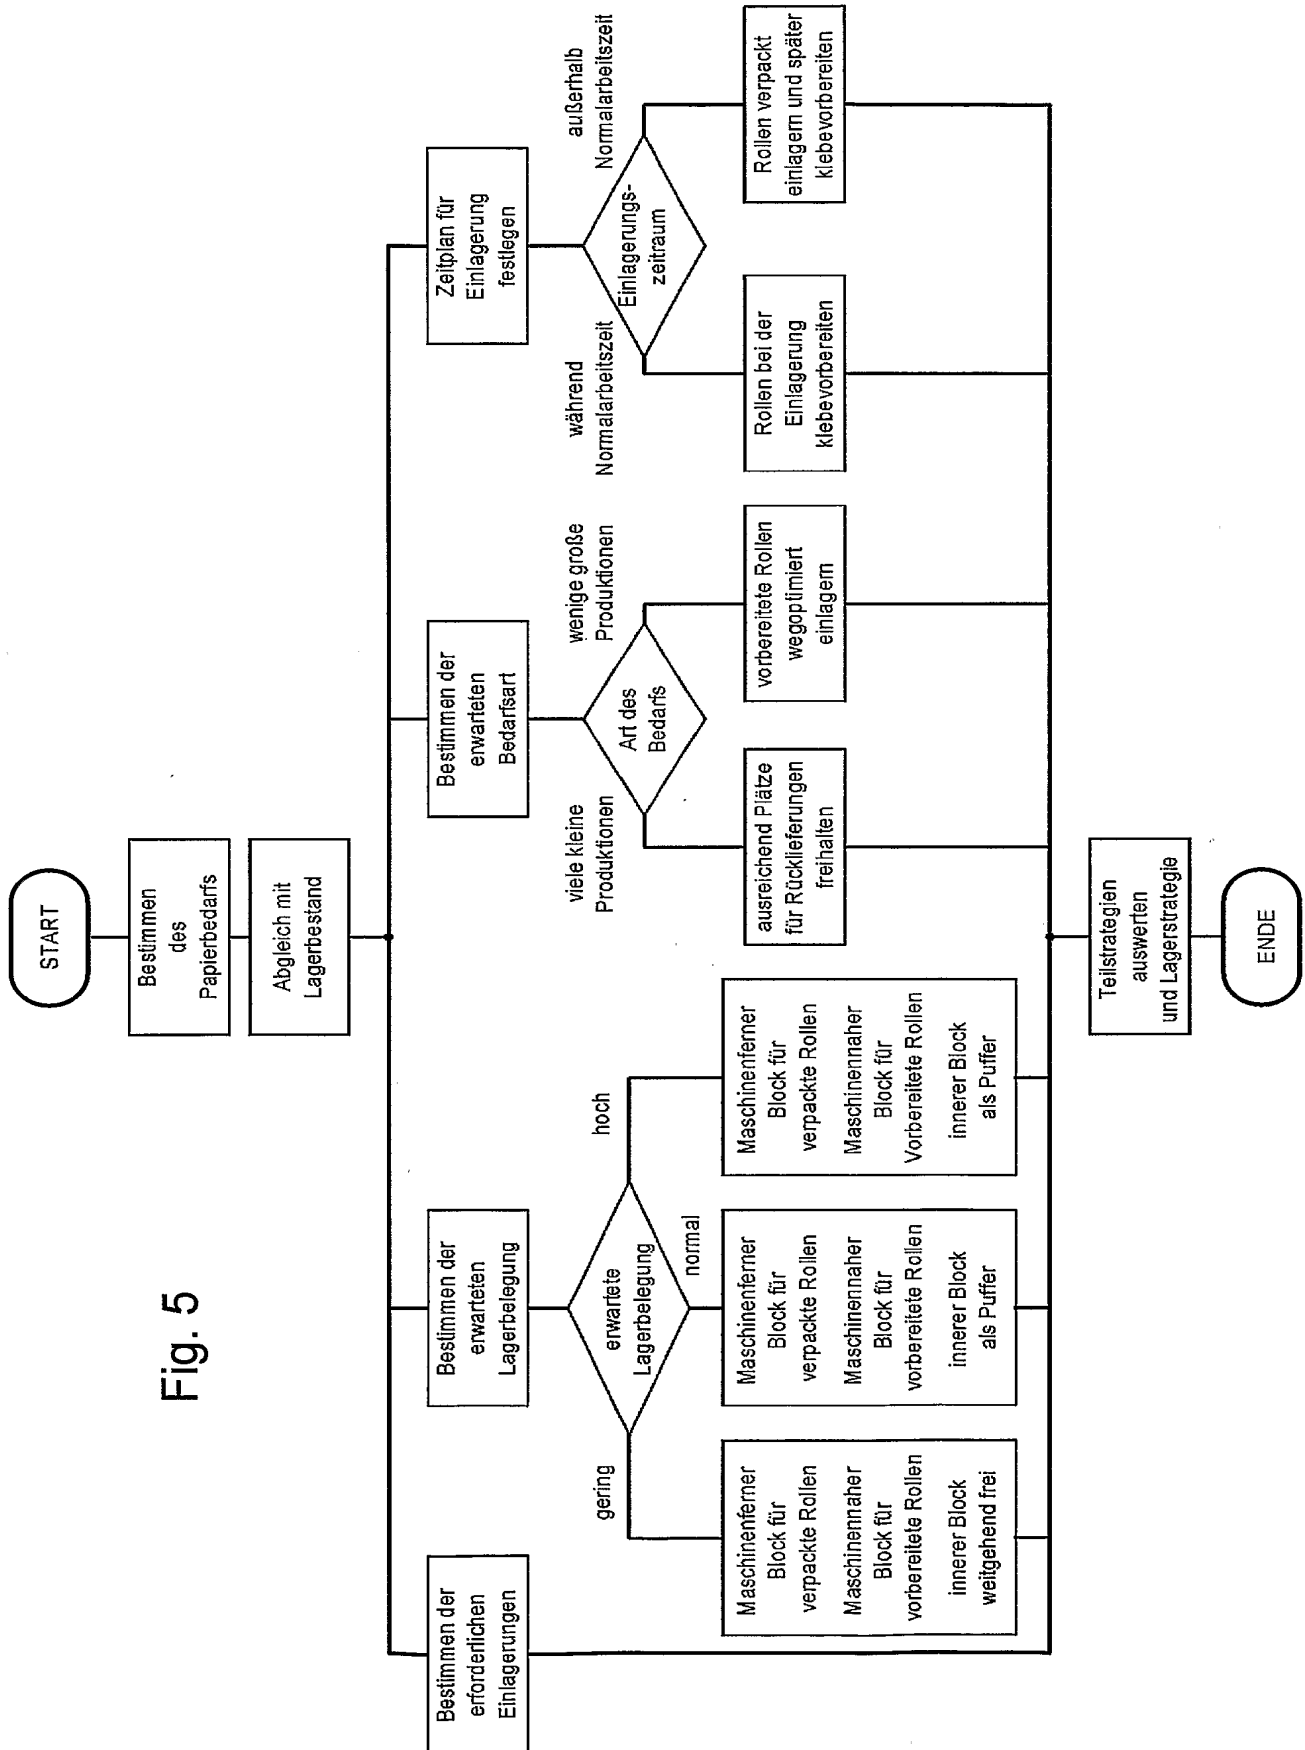 Fig. 5
START
Bestimmen
des
Papierbedarfs
Abgleich mit
Lagerbestand
Bestimmen der
erforderlichen
Einlagerungen
Bestimmen der
erwarteten
Lagerbelegung
erwartete
Lagerbelegung
gering
normal
hoch
Maschinenferner
Block für
verpackte Rollen
Maschinennaher
Block für
vorbereitete Rollen
innerer Block
weitgehend frei
Maschinenferner
Block für
verpackte Rollen
Maschinennaher
Block für
vorbereitete Rollen
innerer Block
als Puffer
Maschinenferner
Block für
verpackte Rollen
Maschinennaher
Block für
Vorbereitete Rollen
innerer Block
als Puffer
Bestimmen der
erwarteten
Bedarfsart
Art des
Bedarfs
viele kleine
Produktionen
wenige große
Produktionen
ausreichend Plätze
für Rücklieferungen
freihalten
vorbereitete Rollen
wegoptimiert
einlagern
Zeitplan für
Einlagerung
festlegen
Einlagerungs-
zeitraum
während
Normalarbeitszeit
außerhalb
Normalarbeitszeit
Rollen bei der
Einlagerung
klebevorbereiten
Rollen verpackt
einlagern und später
klebevorbereiten
Teilstrategien
auswerten
und Lagerstrategie
ENDE